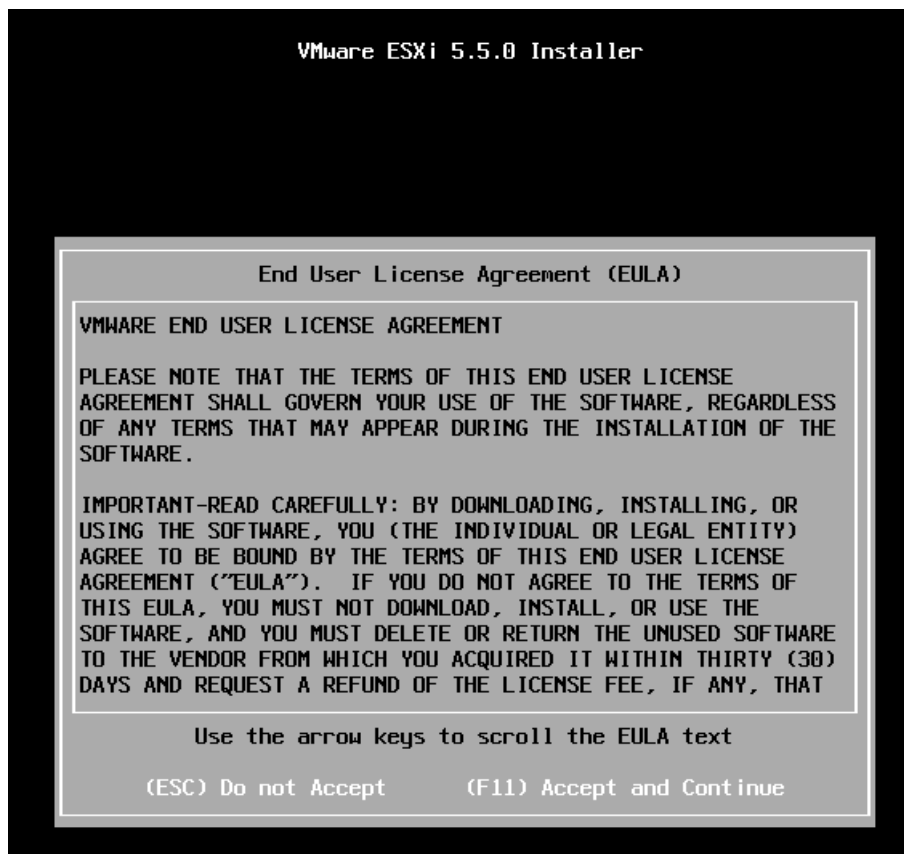 VMware ESXi 5.5.0 Installer
End User License Agreement (EULA)
VMWARE END USER LICENSE AGREEMENT
PLEASE NOTE THAT THE TERMS OF THIS END USER LICENSE
AGREEMENT SHALL GOVERN YOUR USE OF THE SOFTWARE, REGARDLESS
OF ANY TERMS THAT MAY APPEAR DURING THE INSTALLATION OF THE
SOFTWARE.
IMPORTANT-READ CAREFULLY: BY DOWNLOADING, INSTALLING, OR
USING THE SOFTWARE, YOU (THE INDIVIDUAL OR LEGAL ENTITY)
AGREE TO BE BOUND BY THE TERMS OF THIS END USER LICENSE
AGREEMENT ("EULA").  IF YOU DO NOT AGREE TO THE TERMS OF
THIS EULA, YOU MUST NOT DOWNLOAD, INSTALL, OR USE THE
SOFTWARE, AND YOU MUST DELETE OR RETURN THE UNUSED SOFTWARE
TO THE VENDOR FROM WHICH YOU ACQUIRED IT WITHIN THIRTY (30)
DAYS AND REQUEST A REFUND OF THE LICENSE FEE, IF ANY, THAT
Use the arrow keys to scroll the EULA text
(ESC) Do not Accept (F11) Accept and Continue